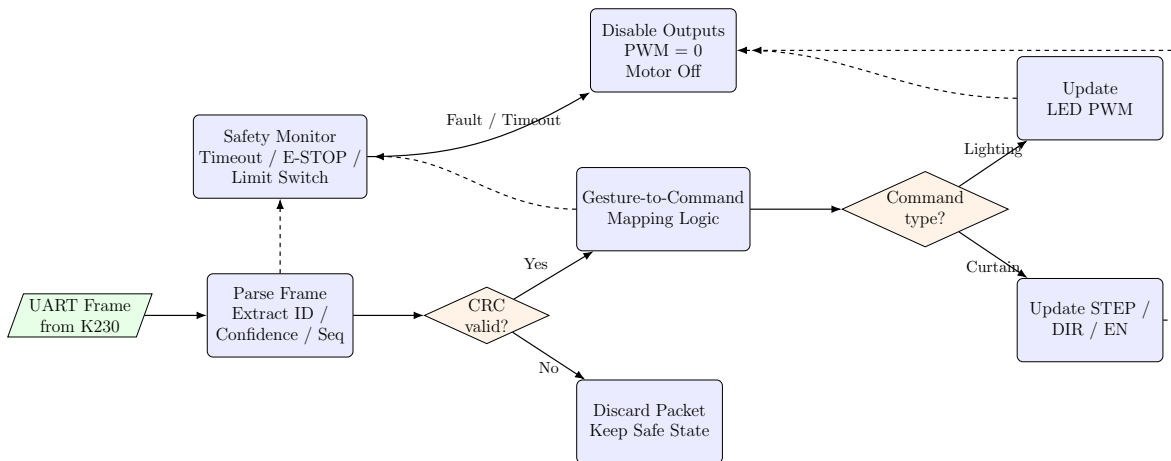 Disable Outputs
PWM = 0
Motor Off
Update
LED PWM
Fault / Timeout
Safety Monitor
Timeout / E-STOP /
Limit Switch
Lighting
Gesture-to-Command
Mapping Logic
Command
type?
Yes
Curtain
UART Frame
from K230
Parse Frame
Extract ID /
Confidence / Seq
CRC
valid?
Update STEP /
DIR / EN
No
Discard Packet
Keep Safe State